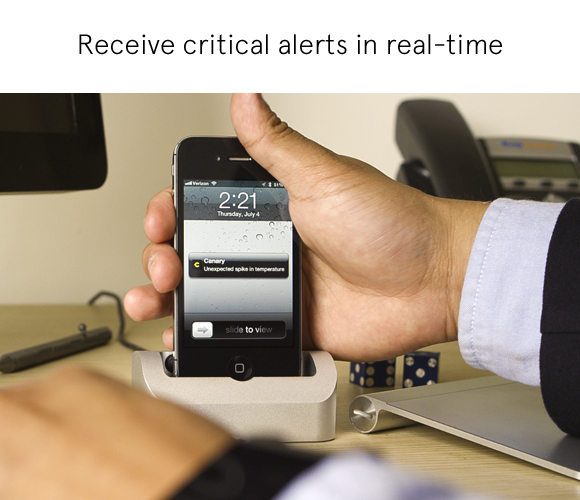 Receive critical alerts in real-time
Verizon
2:21
Thursday, July 4
Canary
Unexpected spike in temperature
slide to view